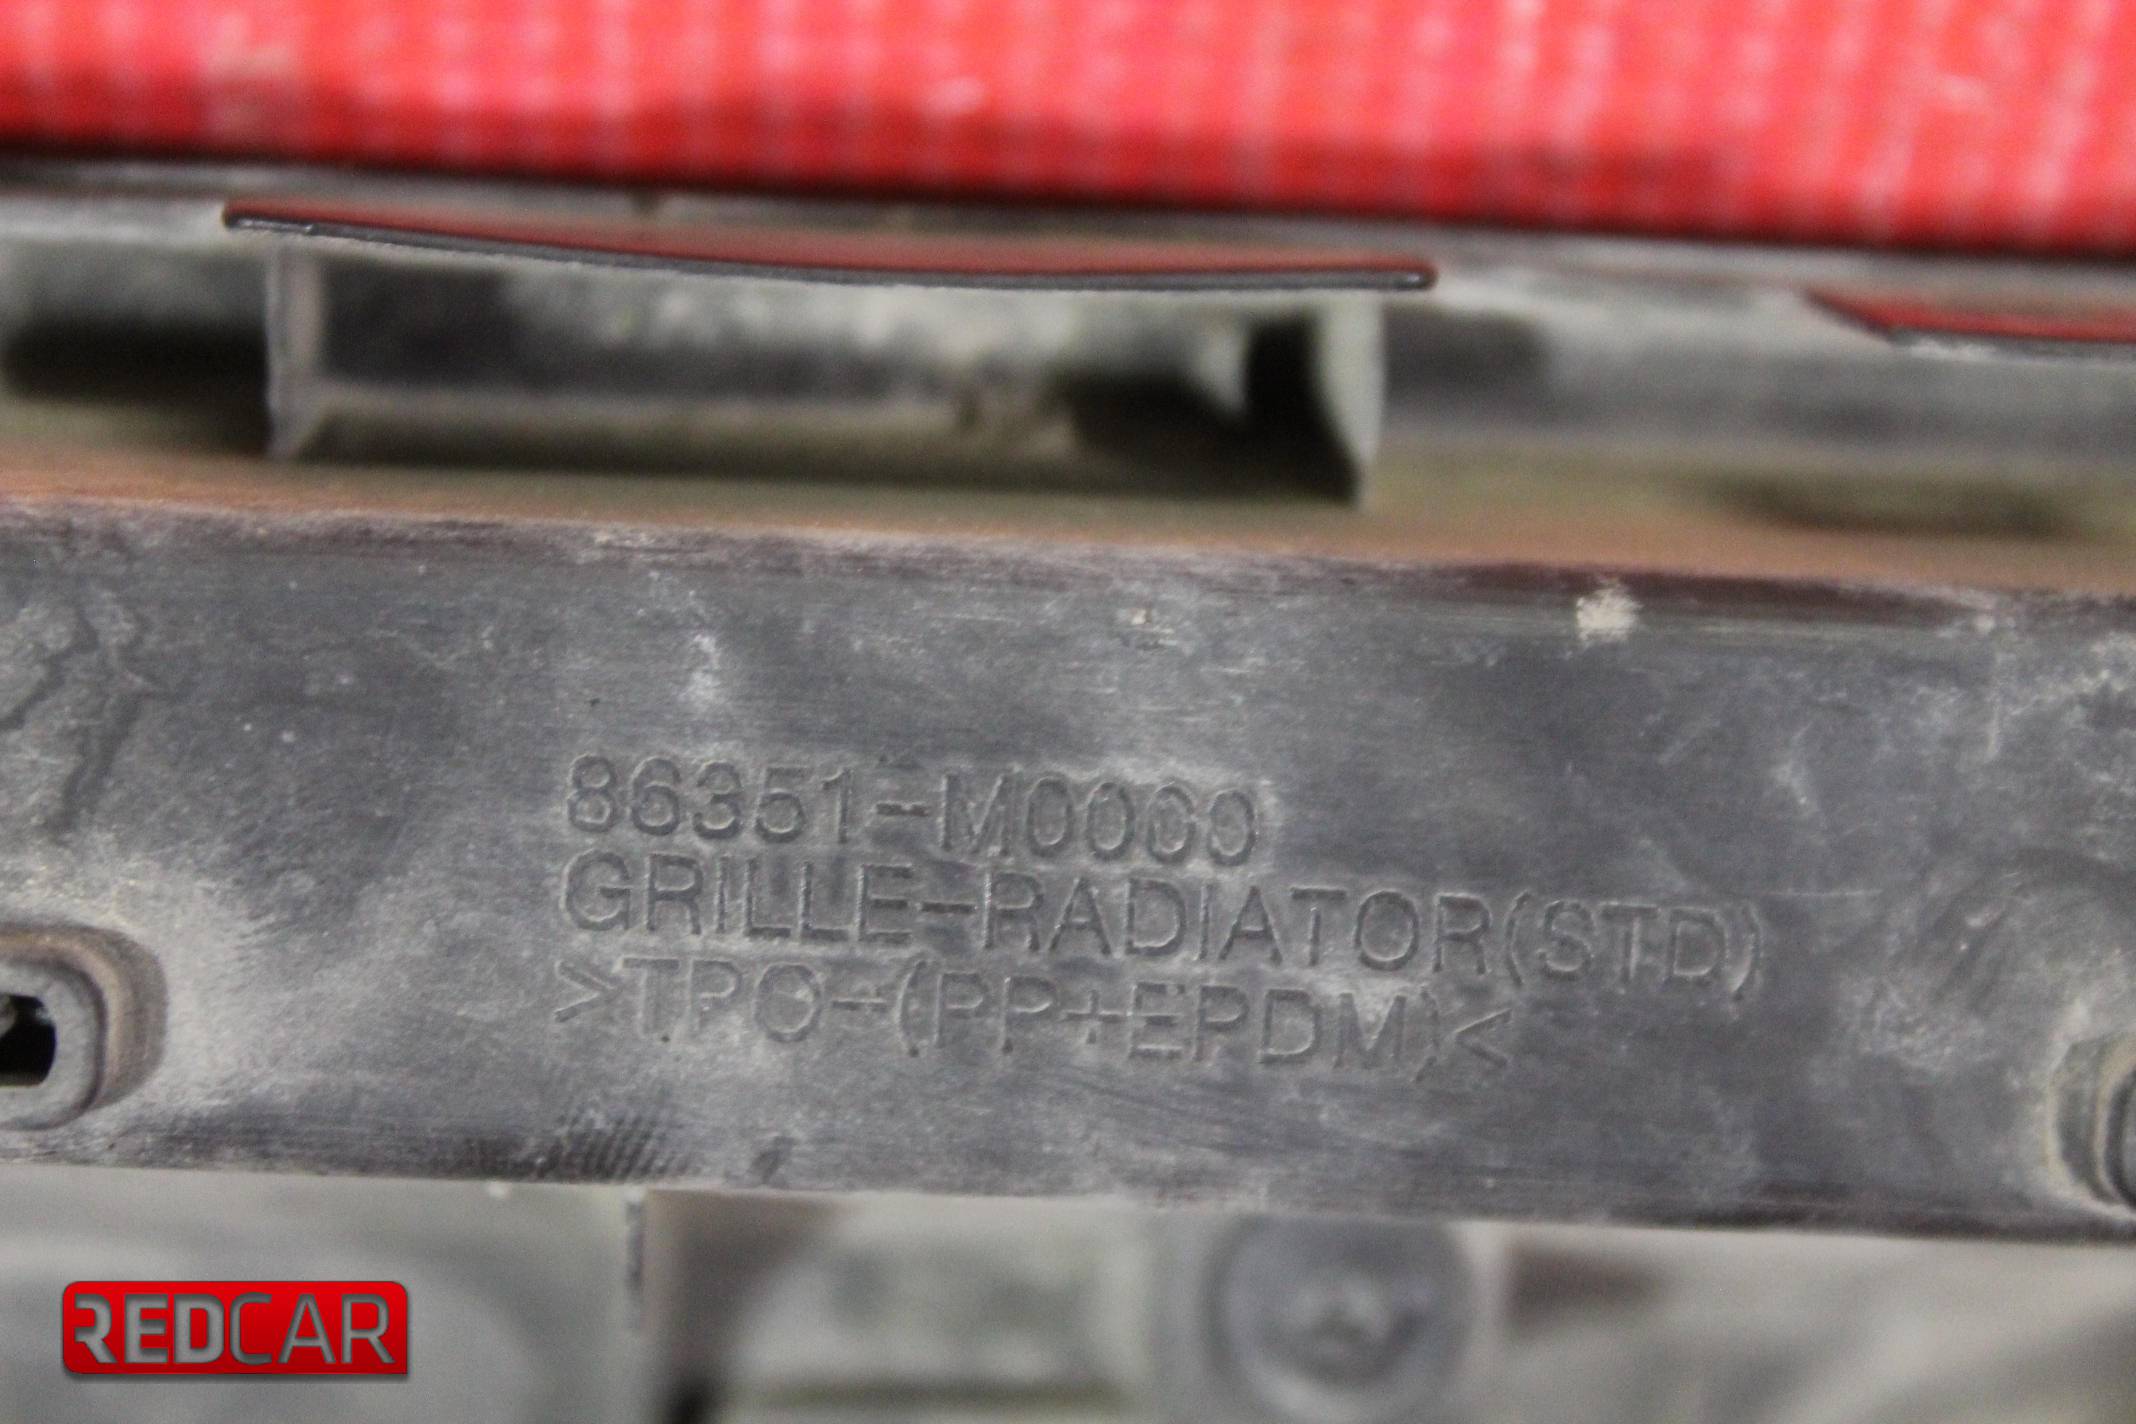 86351-M0000
GRILLE-RADIATOR(STD)
>TPO-(PP+EPDM)<
REDCAR